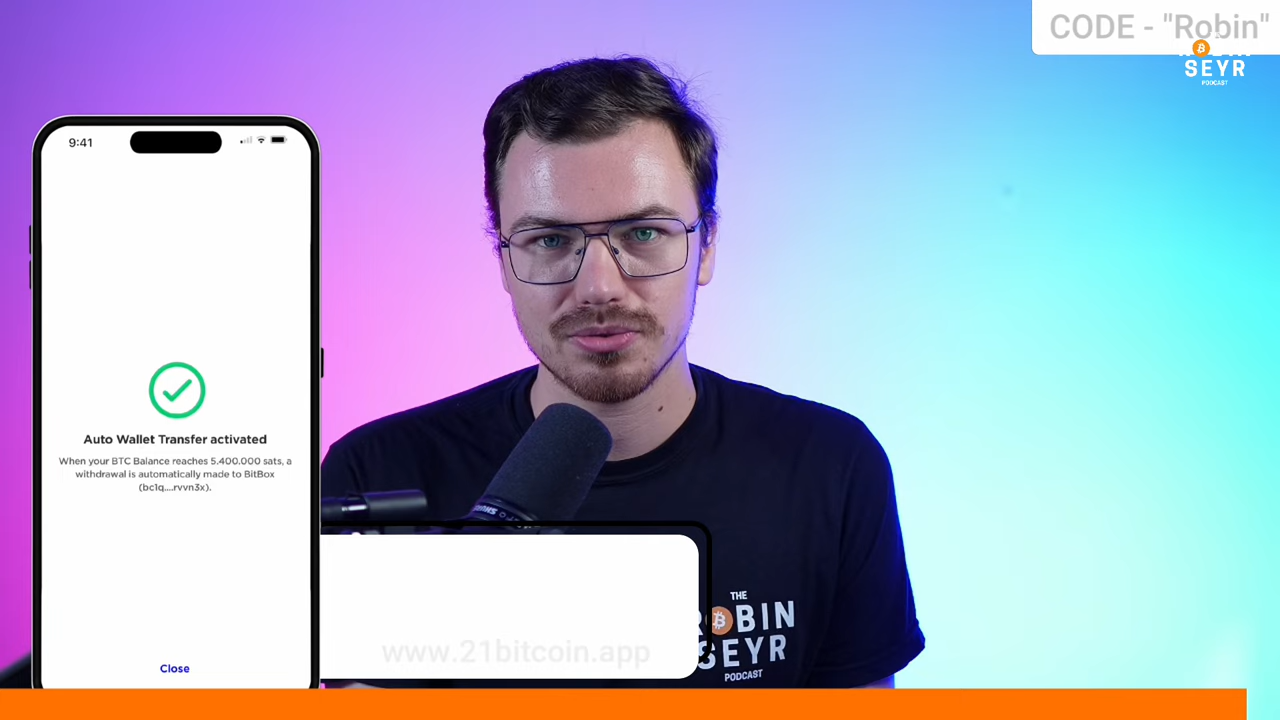 CODE - "Robin"
SEYR
PODCAST
9:41
Auto Wallet Transfer activated
When your BTC Balance reaches 5.400.000 sats, a
withdrawal is automatically made to BitBox
(bc1q....rvvn3x).
Close
www.21bitcoin.app
THE
ROBIN
SEYR
PODCAST